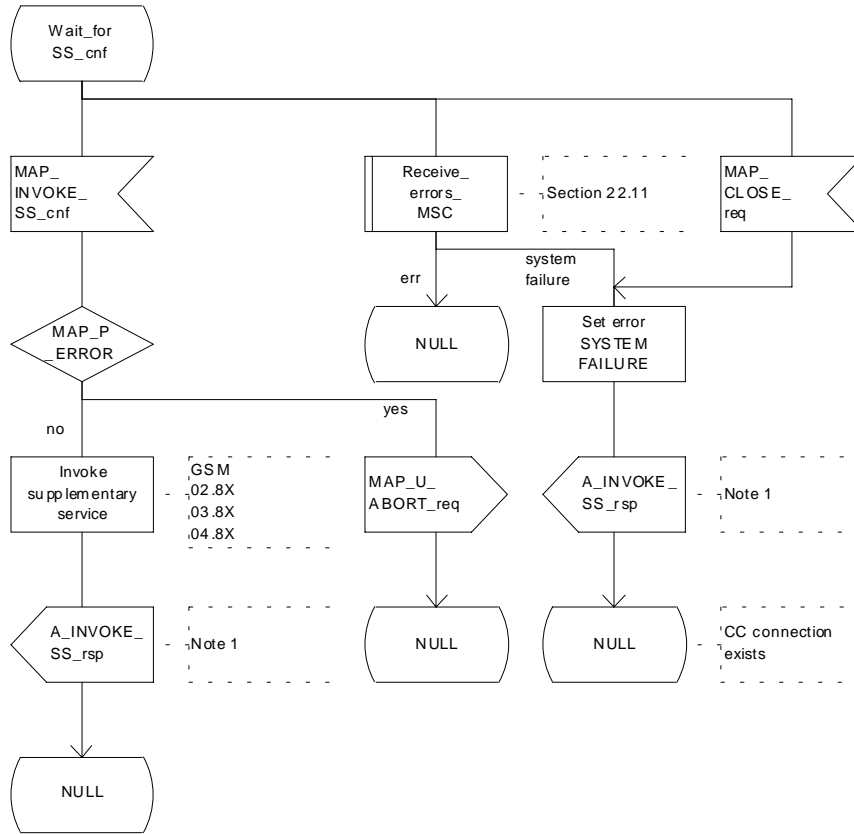 Wait_for
SS_cnf
MAP_
INVOKE_
SS_cnf
Receive_
errors_
MSC
Section 22.11
MAP_
CLOSE_
req
err
system
failure
MAP_P
_ERROR
NULL
Set error
SYSTEM
FAILURE
no
yes
Invoke
supplementary
service
GSM
02.8X
03.8X
04.8X
MAP_U_
ABORT_req
A_INVOKE_
SS_rsp
Note 1
A_INVOKE_
SS_rsp
Note 1
NULL
NULL
CC connection
exists
NULL